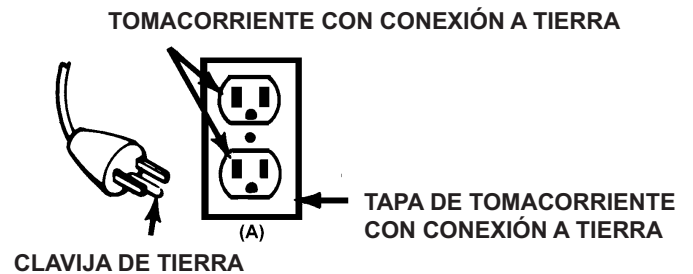 TOMACORRIENTE CON CONEXIÓN A TIERRA
TAPA DE TOMACORRIENTE
CON CONEXIÓN A TIERRA
(A)
CLAVIJA DE TIERRA